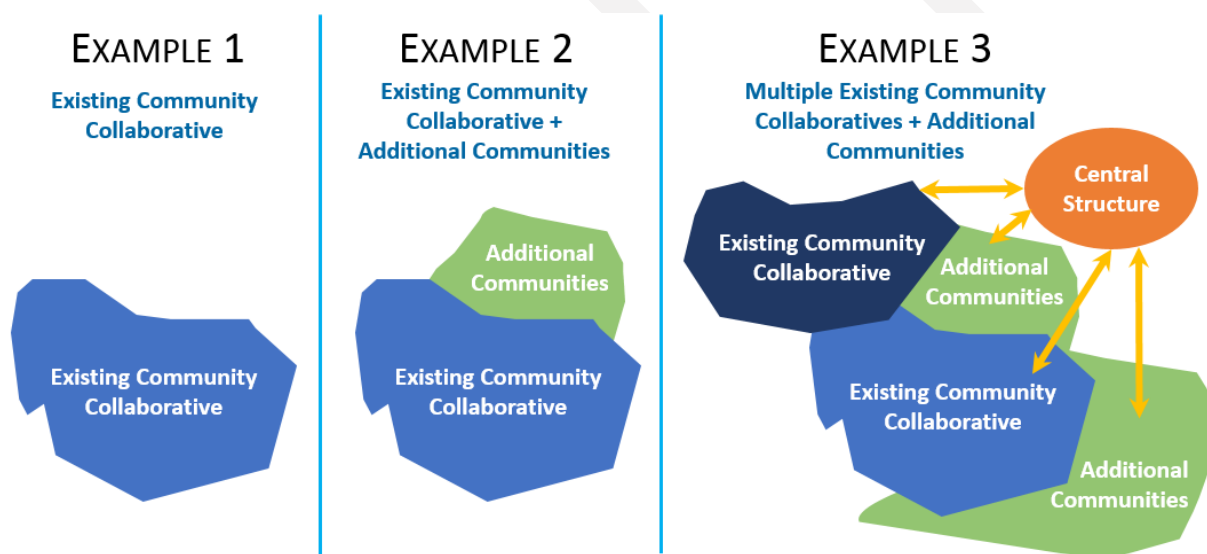 EXAMPLE 1
Existing Community
Collaborative
Existing Community
Collaborative
EXAMPLE 2
Existing Community
Collaborative +
Additional Communities
Additional
Communities
Existing Community
Collaborative
EXAMPLE 3
Multiple Existing Community
Collaboratives + Additional
Communities
Central
Structure
Existing Community
Collaborative
Additional
Communities
Existing Community
Collaborative
Additional
Communities